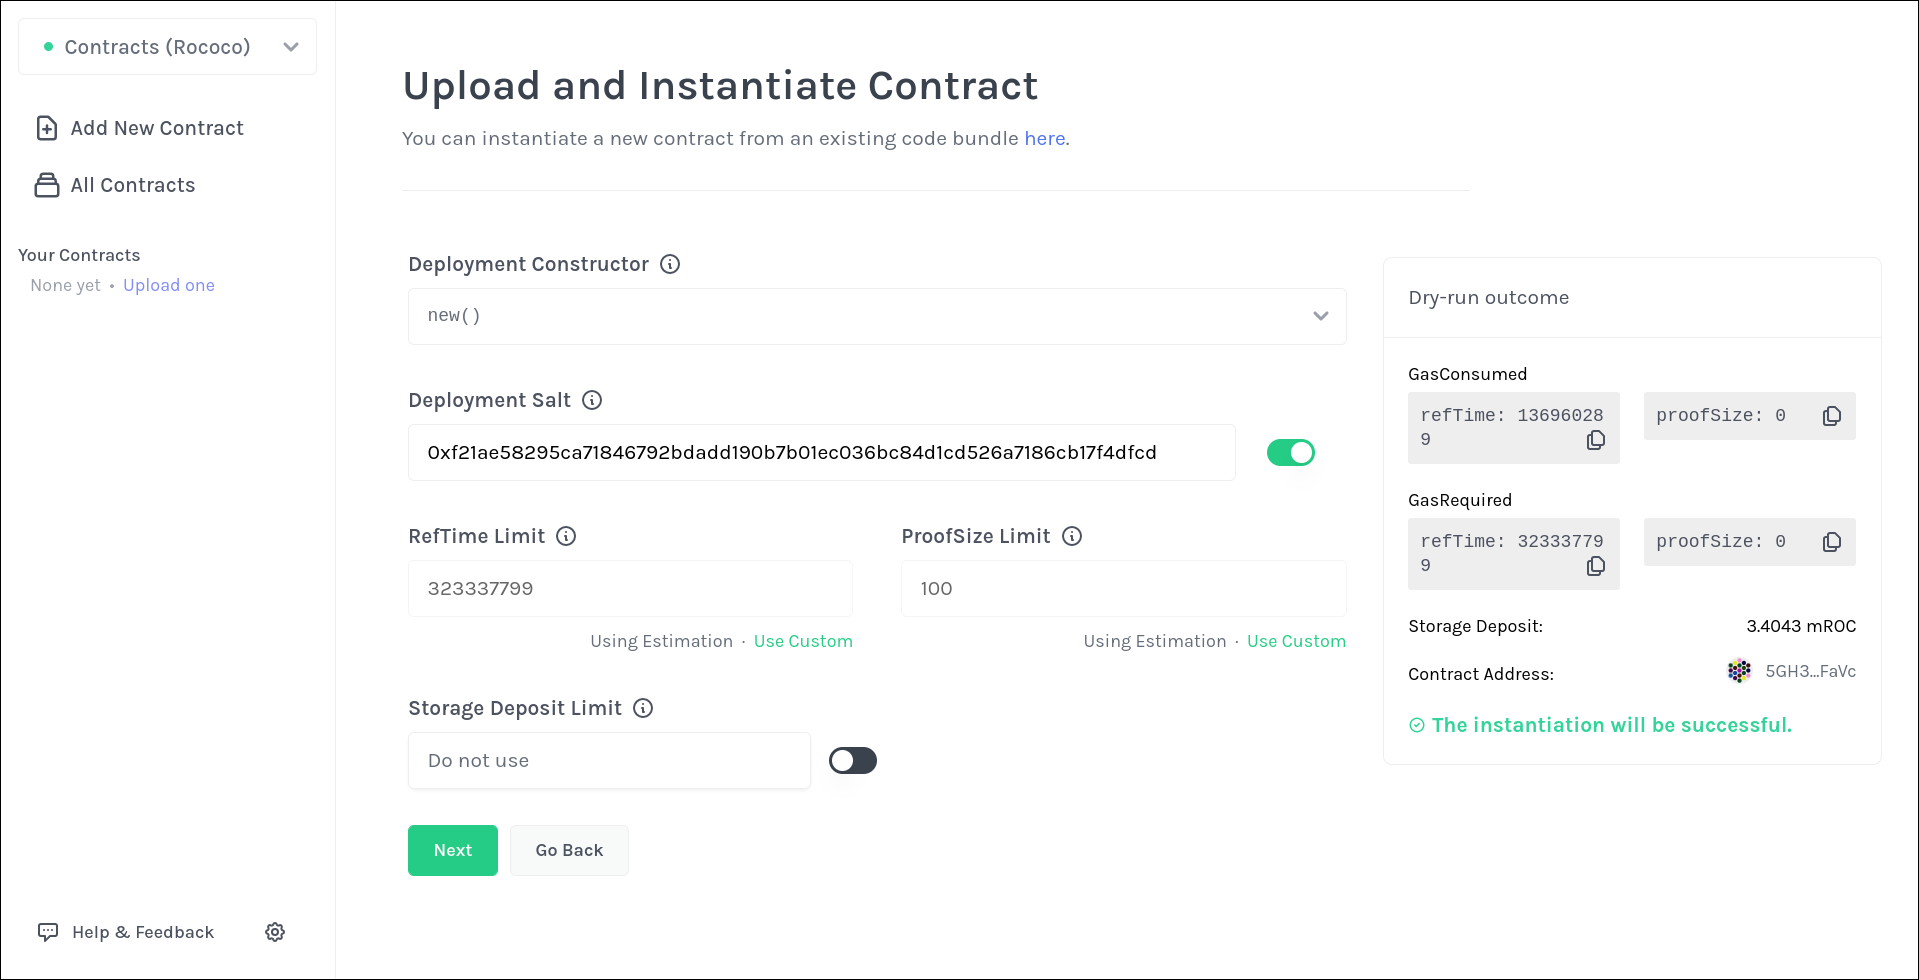 Contracts (Rococo)
Add New Contract
All Contracts
Your Contracts
None yet • Upload one
Help & Feedback
Upload and Instantiate Contract
You can instantiate a new contract from an existing code bundle here.
Deployment Constructor
new()
Deployment Salt
0xf21ae58295ca71846792bdadd190b7b01ec036bc84d1cd526a7186cb17f4dfcd
RefTime Limit
323337799
Using Estimation · Use Custom
ProofSize Limit
100
Using Estimation · Use Custom
Storage Deposit Limit
Do not use
Next
Go Back
Dry-run outcome
GasConsumed
refTime: 13696028
9
proofSize: 0
GasRequired
refTime: 32333779
9
proofSize: 0
Storage Deposit: 3.4043 mROC
Contract Address: 5GH3...FaVc
The instantiation will be successful.